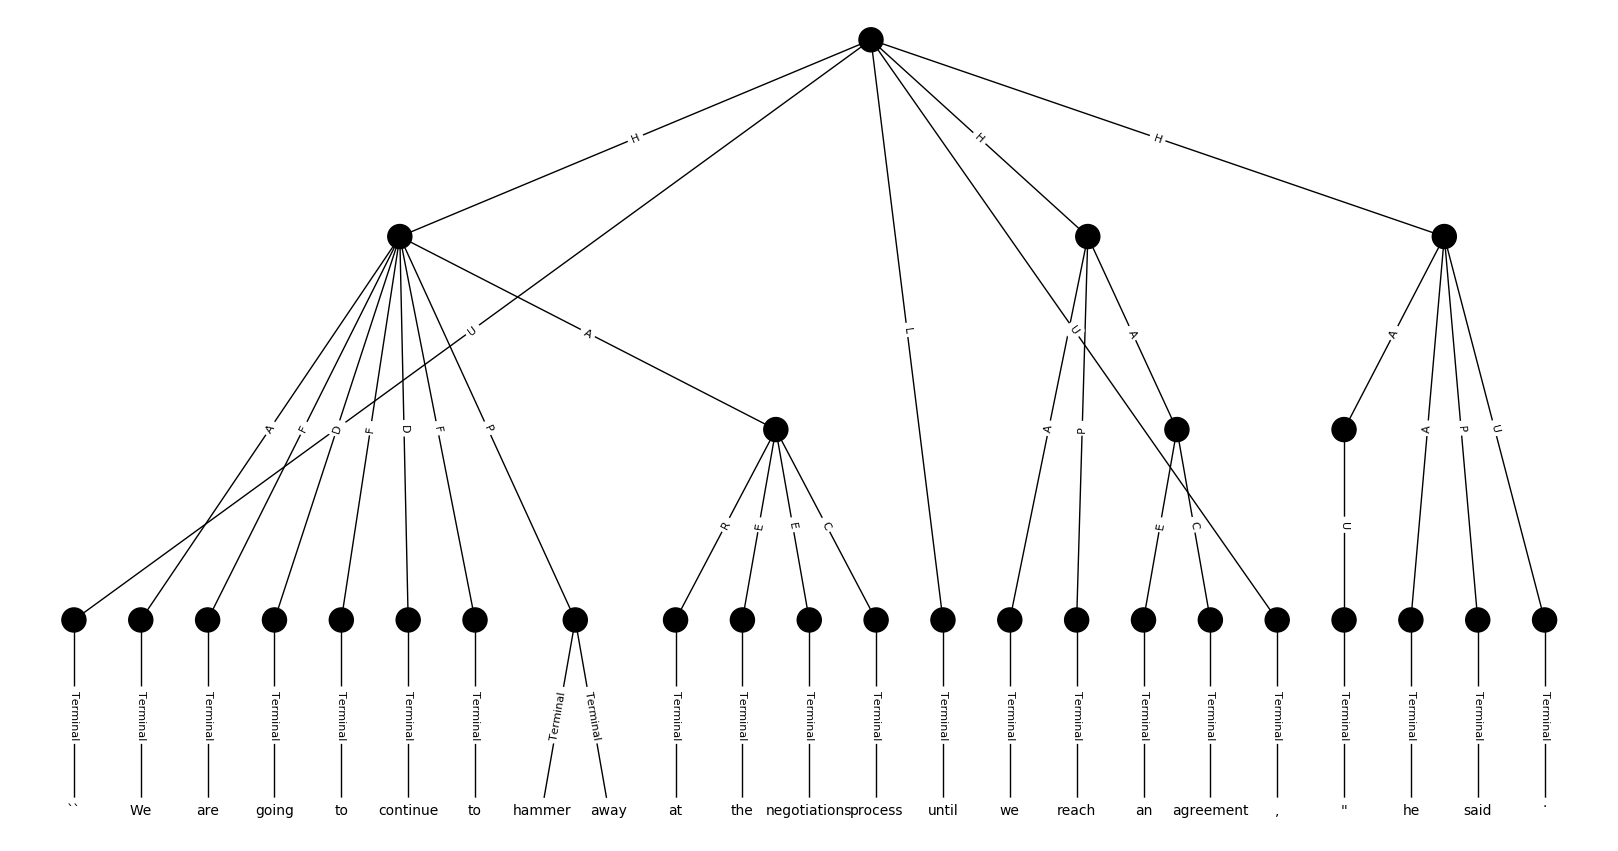 H H H
U A L U A A
A F D F D F P A P A P U
R E E C E C U
Terminal Terminal Terminal Terminal Terminal Terminal Terminal Terminal Terminal Terminal Terminal Terminal Terminal Terminal Terminal Terminal Terminal Terminal Terminal Terminal Terminal Terminal Terminal
`` We are going to continue to hammer away at the negotiations process until we reach an agreement , " he said .